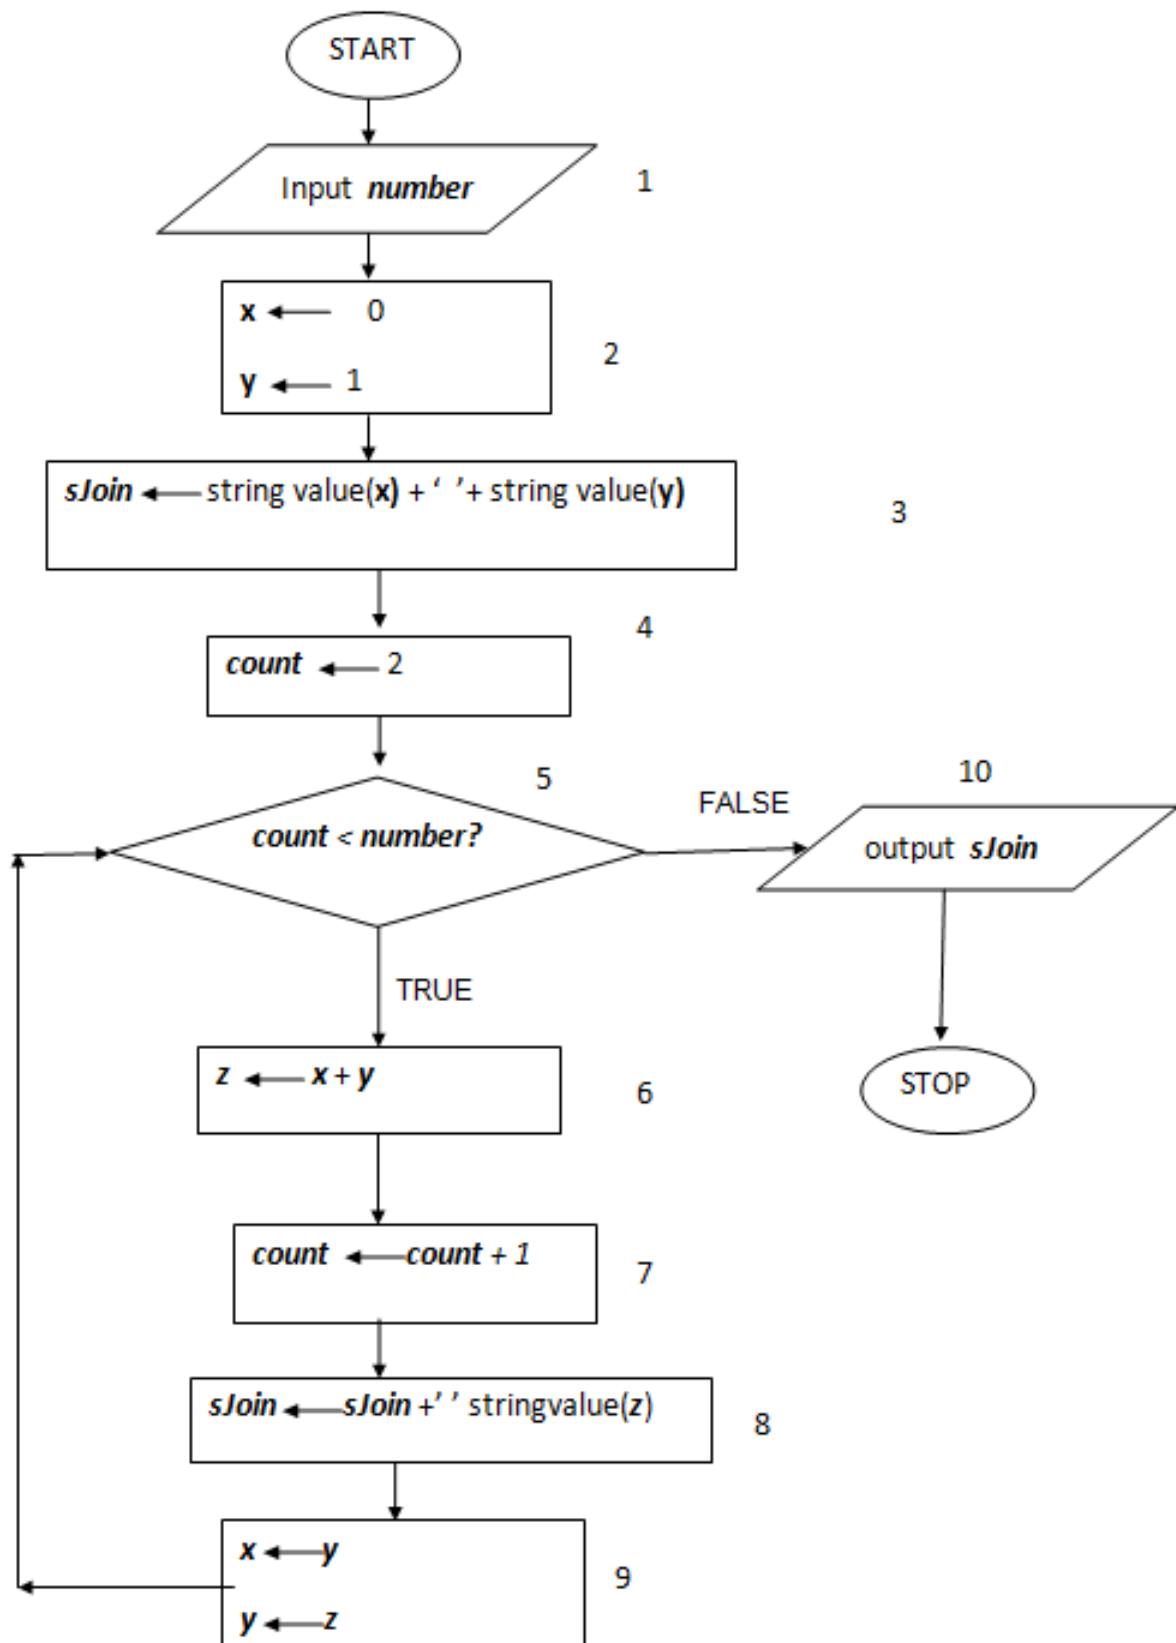 START
Input number
1
x ← 0
2
y ← 1
sJoin ← string value(x) + ‘ ’+ string value(y)
3
4
count ← 2
5
10
FALSE
count < number?
output sJoin
TRUE
z ← x + y
6
STOP
count ← count + 1
7
sJoin ← sJoin +’ ’ stringvalue(z)
8
x ← y
9
y ← z